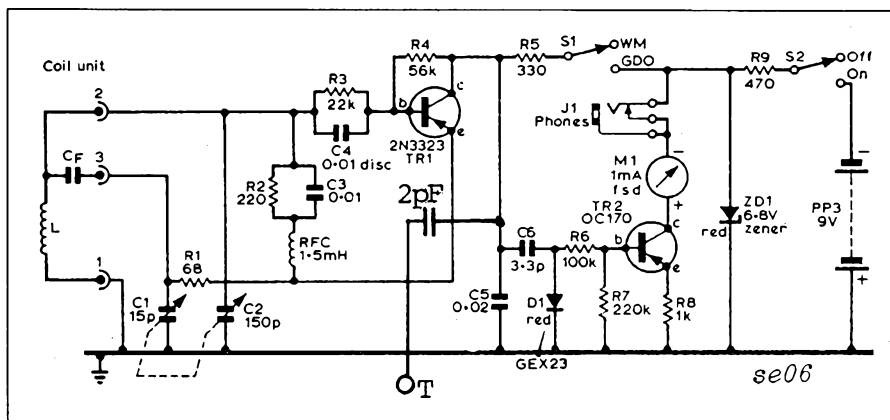 Coil unit
2
CF
3
L
1
C1
15p
R1
68
C2
150p
R2
220
C3
0·01
RFC
1·5mH
R3
22k
C4
0·01 disc
R4
56k
b
c
e
2N3323
TR1
2pF
T
R5
330
S1
WM
GDO
C5
0·02
C6
3·3p
D1
red
GEX23
R6
100k
R7
220k
J1
Phones
−
M1
1mA
fsd
+
TR2
OC170
b
c
e
R8
1k
ZD1
6·8V
zener
red
R9
470
S2
Off
On
−
PP3
9V
+
se06